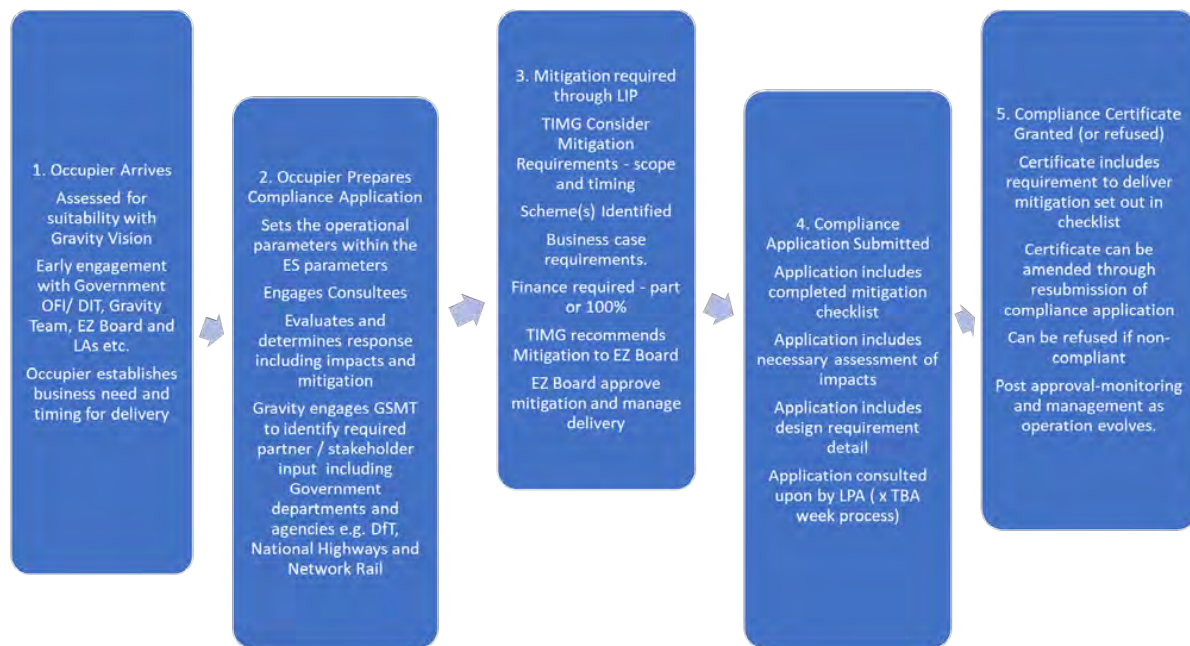 1. Occupier Arrives
Assessed for
suitability with
Gravity Vision
Early engagement
with Government
OFI/ DIT, Gravity
Team, EZ Board and
LAs etc.
Occupier establishes
business need and
timing for delivery
2. Occupier Prepares
Compliance Application
Sets the operational
parameters within the
ES parameters
Engages Consultees
Evaluates and
determines response
including impacts and
mitigation
Gravity engages GSMT
to identify required
partner / stakeholder
input including
Government
departments and
agencies e.g. DfT,
National Highways and
Network Rail
3. Mitigation required
through LIP
TIMG Consider
Mitigation
Requirements - scope
and timing
Scheme(s) Identified
Business case
requirements.
Finance required - part
or 100%
TIMG recommends
Mitigation to EZ Board
EZ Board approve
mitigation and manage
delivery
4. Compliance
Application Submitted
Application includes
completed mitigation
checklist
Application includes
necessary assessment of
impacts
Application includes
design requirement
detail
Application consulted
upon by LPA ( x TBA
week process)
5. Compliance Certificate
Granted (or refused)
Certificate includes
requirement to deliver
mitigation set out in
checklist
Certificate can be
amended through
resubmission of
compliance application
Can be refused if non-
compliant
Post approval-monitoring
and management as
operation evolves.